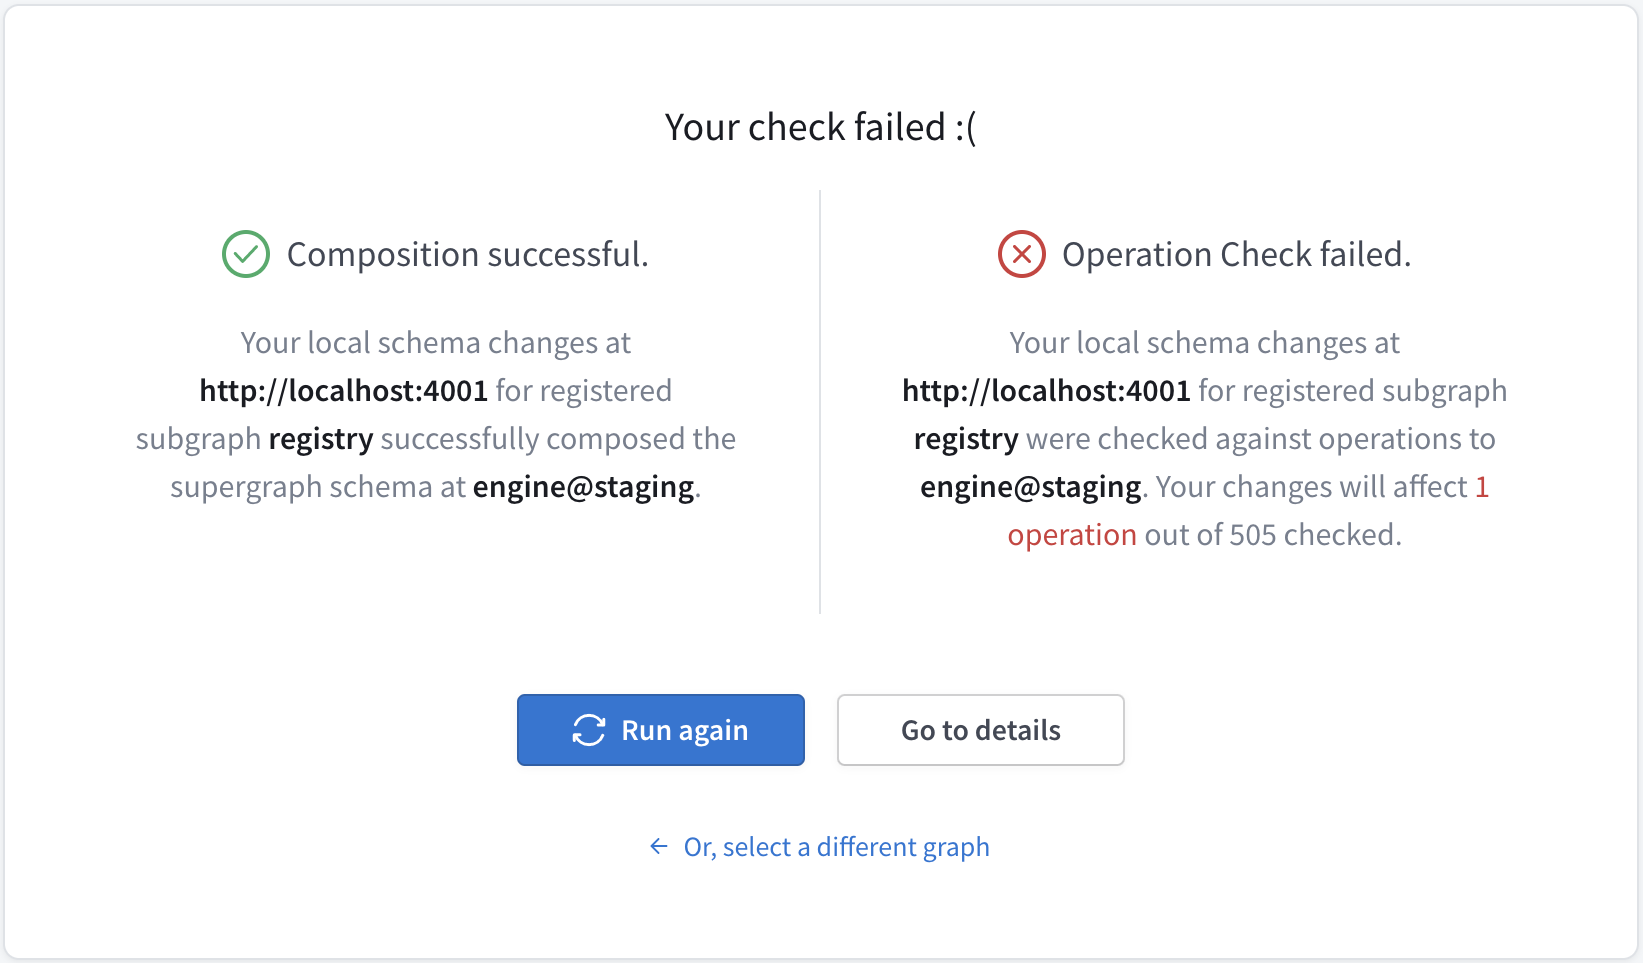 Your check failed :(
Composition successful.
Your local schema changes at
http://localhost:4001 for registered
subgraph registry successfully composed the
supergraph schema at engine@staging.
Operation Check failed.
Your local schema changes at
http://localhost:4001 for registered subgraph
registry were checked against operations to
engine@staging. Your changes will affect 1
operation out of 505 checked.
Run again
Go to details
← Or, select a different graph